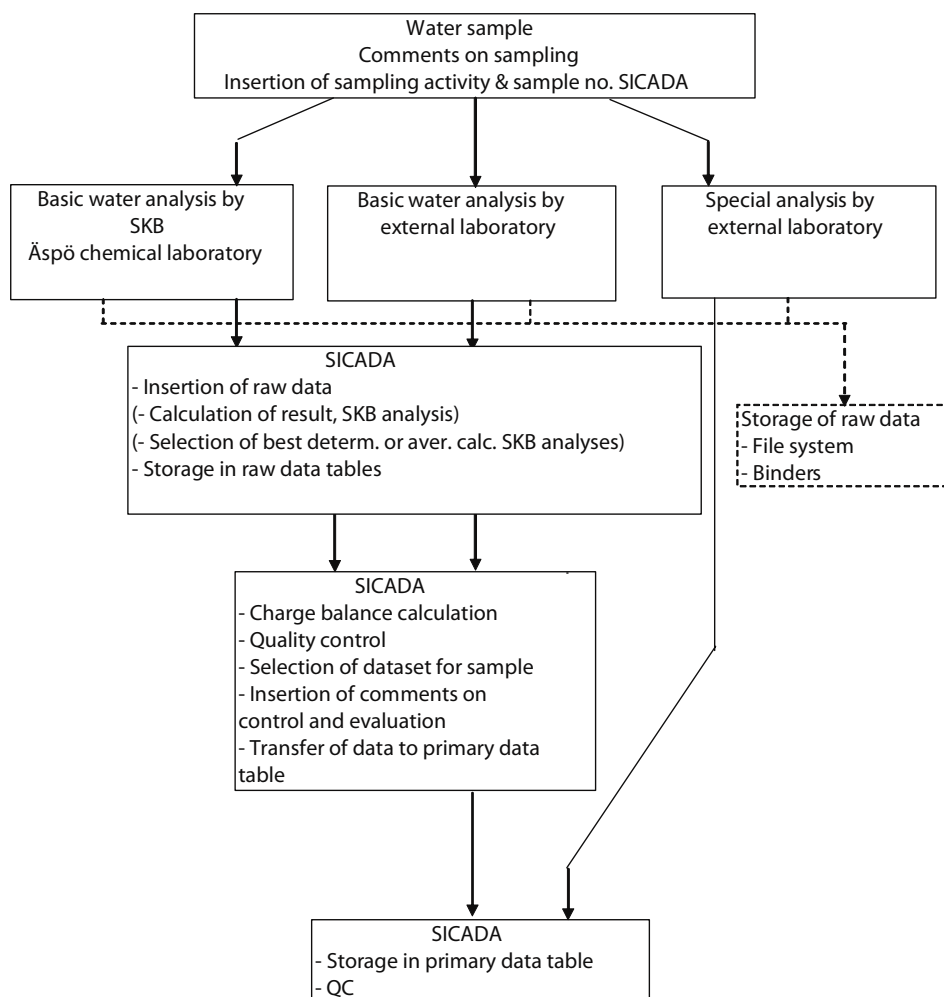 Water sample
Comments on sampling
Insertion of sampling activity & sample no. SICADA
Basic water analysis by
SKB
Äspö chemical laboratory
Basic water analysis by
external laboratory
Special analysis by
external laboratory
SICADA
- Insertion of raw data
(- Calculation of result, SKB analysis)
(- Selection of best determ. or aver. calc. SKB analyses)
- Storage in raw data tables
Storage of raw data
- File system
- Binders
SICADA
- Charge balance calculation
- Quality control
- Selection of dataset for sample
- Insertion of comments on
control and evaluation
- Transfer of data to primary data
table
SICADA
- Storage in primary data table
- QC